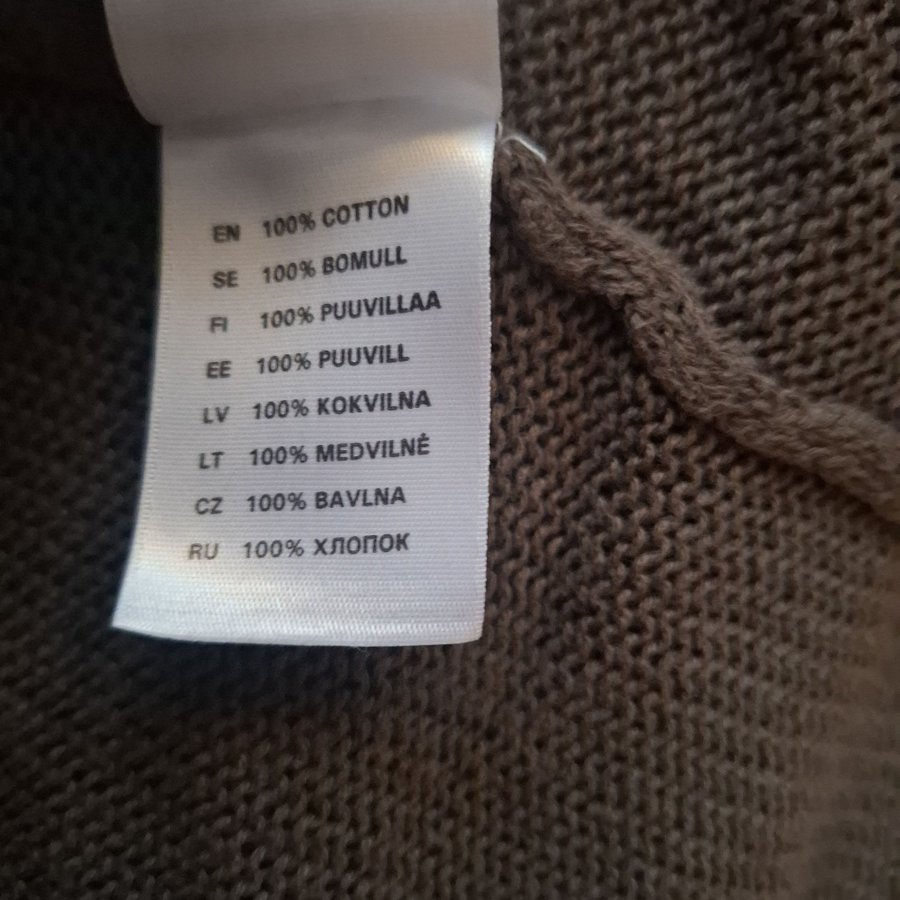 EN 100% COTTON
SE 100% BOMULL
FI 100% PUUVILLAA
EE 100% PUUVILL
LV 100% KOKVILNA
LT 100% MEDVILNĖ
CZ 100% BAVLNA
RU 100% ХЛОПОК